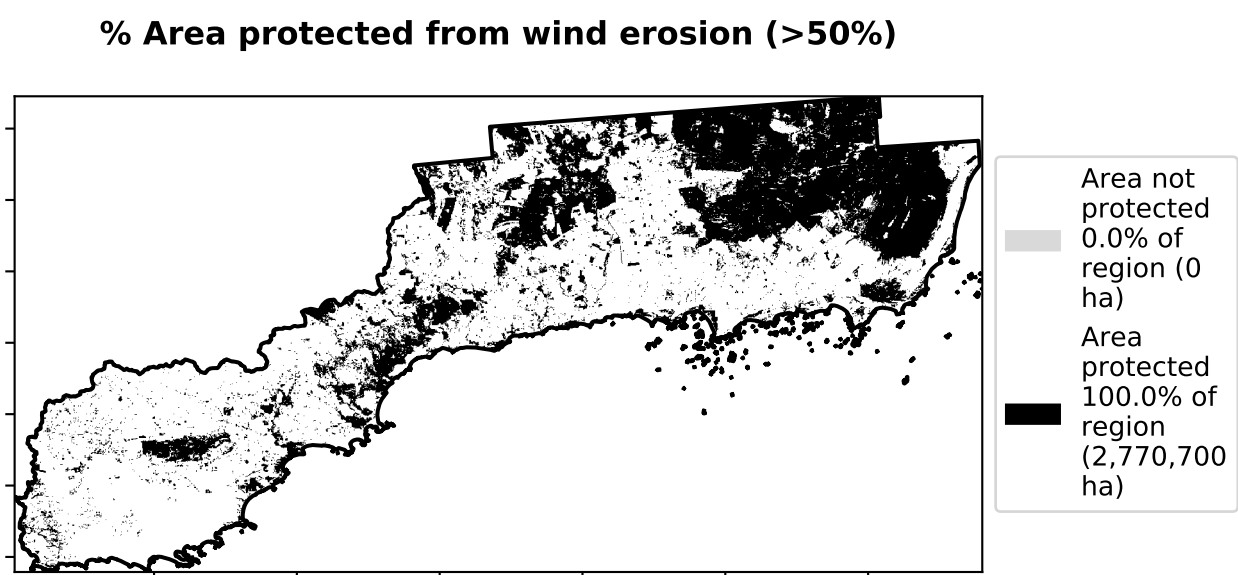 % Area protected from wind erosion (>50%)
Area not
protected
0.0% of
region (0
ha)
Area
protected
100.0% of
region
(2,770,700
ha)